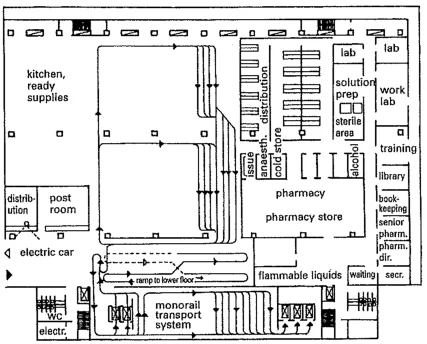 kitchen,
ready
supplies
distribution
lab
lab
solution
prep
sterile
area
work
lab
training
issue
anaesth.
cold store
alcohol
library
pharmacy
pharmacy store
book-
keeping
senior
pharm.
pharm.
dir.
distrib-
ution
post
room
electric car
ramp to lower floor
flammable liquids
waiting
secr.
wc
electr.
monorail
transport
system